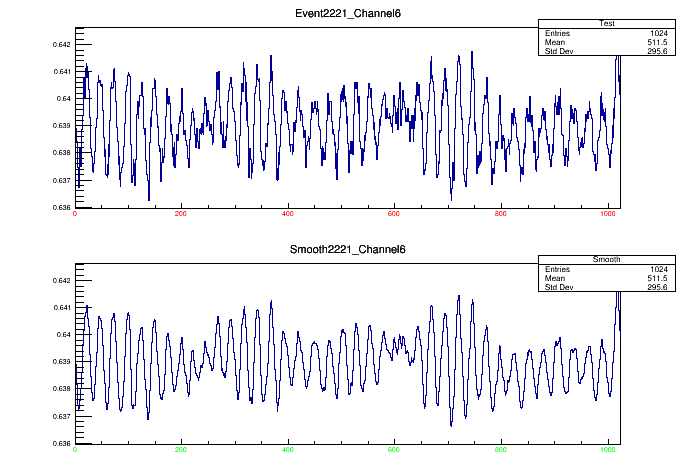 Event2221_Channel6
Test
Entries 1024
Mean 511.5
Std Dev 295.6
0.642
0.641
0.64
0.639
0.638
0.637
0.636
0 200 400 600 800 1000
Smooth2221_Channel6
Smooth
Entries 1024
Mean 511.5
Std Dev 295.6
0.642
0.641
0.64
0.639
0.638
0.637
0.636
0 200 400 600 800 1000